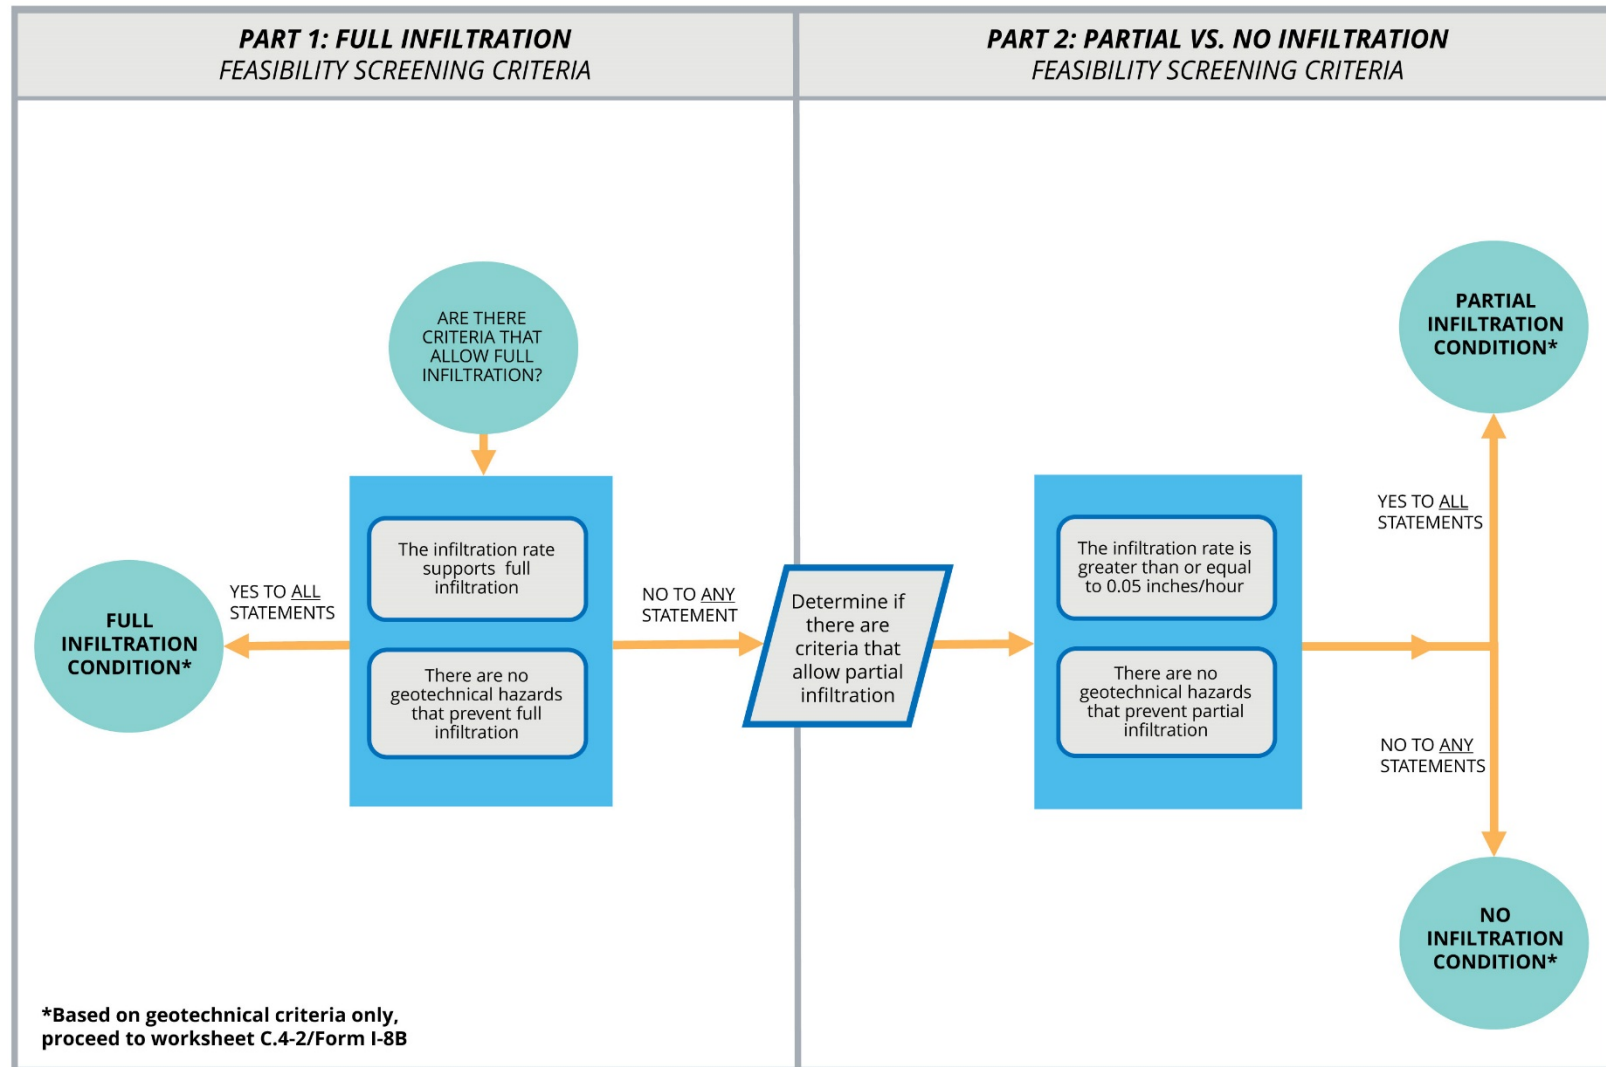 PART 1: FULL INFILTRATION
FEASIBILITY SCREENING CRITERIA
PART 2: PARTIAL VS. NO INFILTRATION
FEASIBILITY SCREENING CRITERIA
ARE THERE
CRITERIA THAT
ALLOW FULL
INFILTRATION?
The infiltration rate
supports full
infiltration
There are no
geotechnical hazards
that prevent full
infiltration
YES TO ALL
STATEMENTS
FULL
INFILTRATION
CONDITION*
NO TO ANY
STATEMENT
Determine if
there are
criteria that
allow partial
infiltration
The infiltration rate is
greater than or equal
to 0.05 inches/hour
There are no
geotechnical hazards
that prevent partial
infiltration
YES TO ALL
STATEMENTS
PARTIAL
INFILTRATION
CONDITION*
NO TO ANY
STATEMENTS
NO
INFILTRATION
CONDITION*
*Based on geotechnical criteria only,
proceed to worksheet C.4-2/Form I-8B